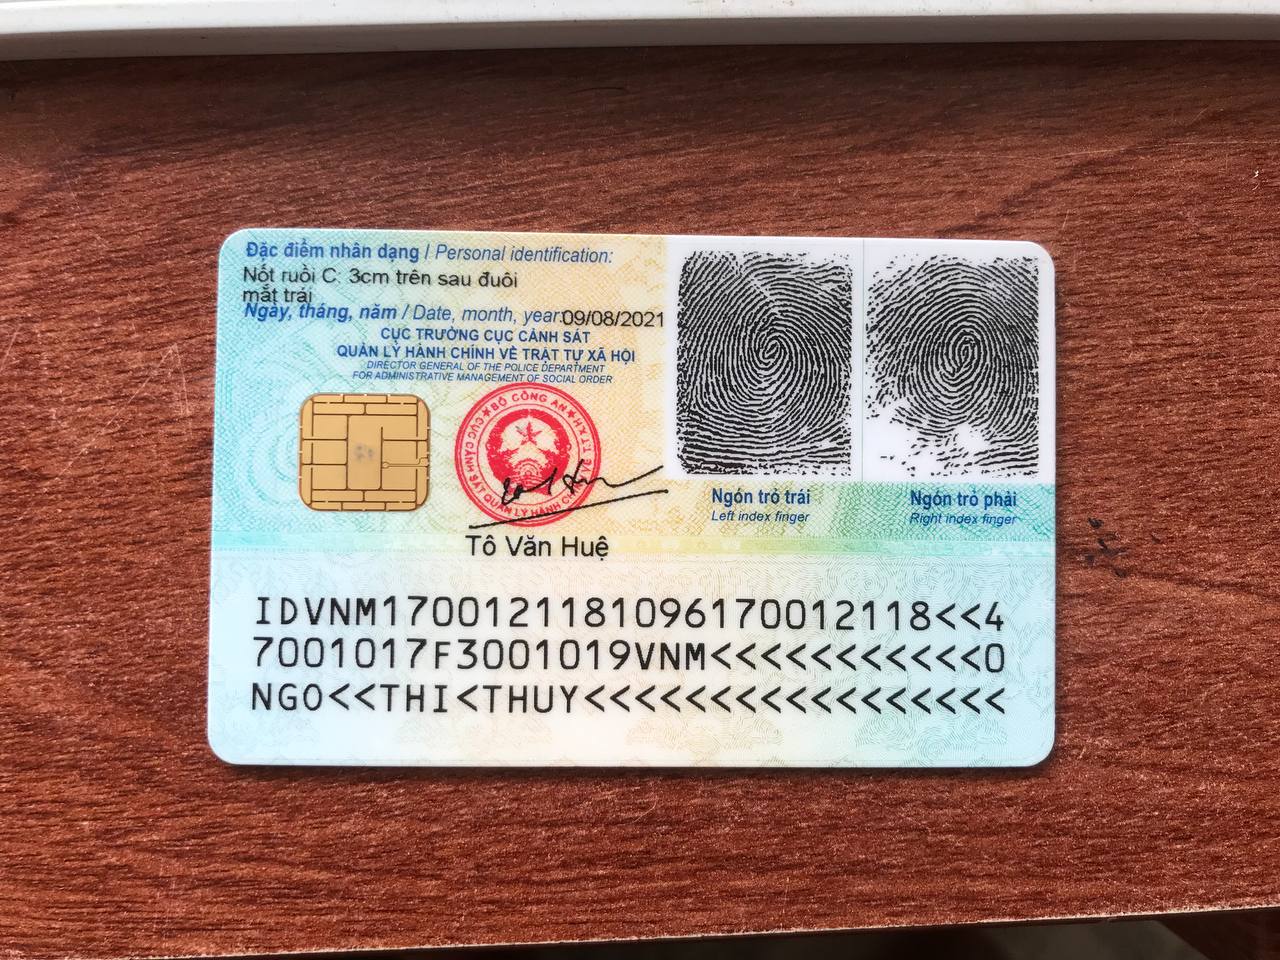 Đặc điểm nhân dạng / Personal identification:
Nốt ruồi C: 3cm trên sau đuôi
mắt trái
Ngày, tháng, năm / Date, month, year: 09/08/2021
CỤC TRƯỞNG CỤC CẢNH SÁT
QUẢN LÝ HÀNH CHÍNH VỀ TRẬT TỰ XÃ HỘI
DIRECTOR GENERAL OF THE POLICE DEPARTMENT
FOR ADMINISTRATIVE MANAGEMENT OF SOCIAL ORDER
BỘ CÔNG AN
CỤC CẢNH SÁT QUẢN LÝ HÀNH CHÍNH
Tô Văn Huệ
Ngón trỏ trái
Left index finger
Ngón trỏ phải
Right index finger
IDVNM1700121181096170012118<<4
7001017F3001019VNM<<<<<<<<<<<0
NGO<<THI<THUY<<<<<<<<<<<<<<<<<